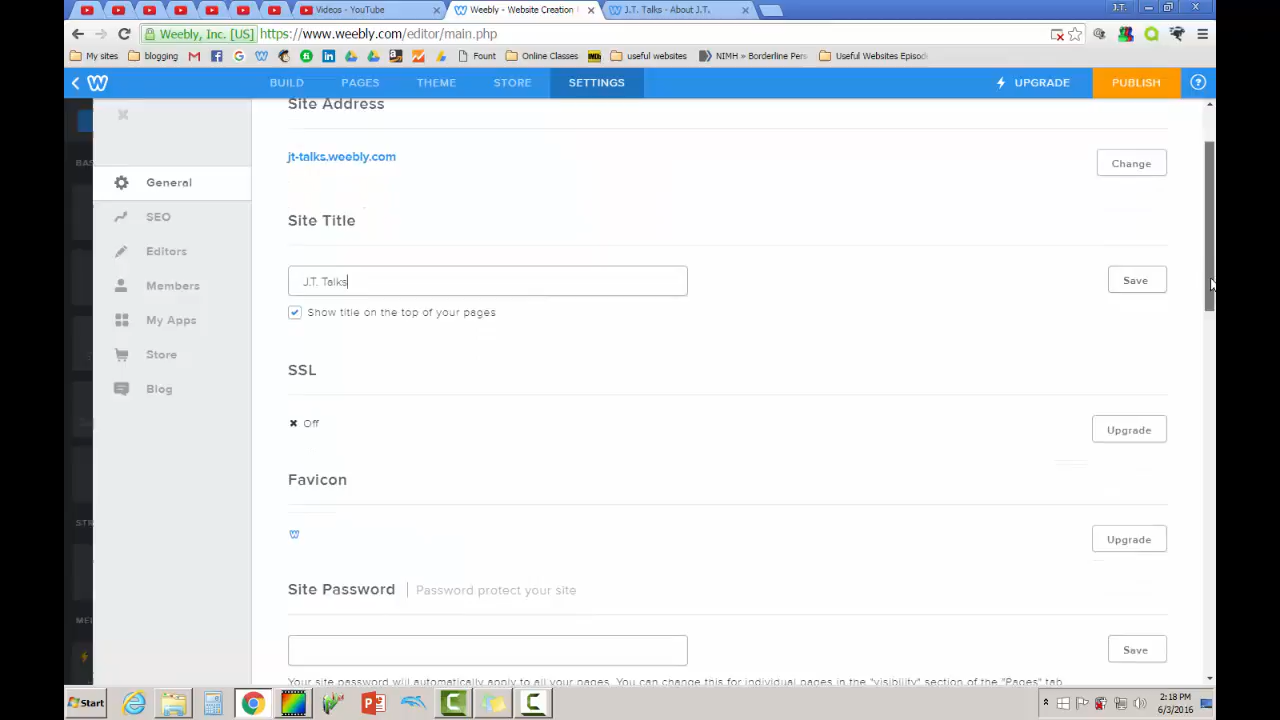 Videos - YouTube
Weebly - Website Creation
J.T. Talks - About J.T.
J.T.
Weebly, Inc. [US]
https://www.weebly.com/editor/main.php
My sites
blogging
Online Classes
Fount
useful websites
NIMH » Borderline Pers
Useful Websites Episod
BUILD
PAGES
THEME
STORE
SETTINGS
UPGRADE
PUBLISH
Site Address
jt-talks.weebly.com
Change
General
SEO
Editors
Members
My Apps
Store
Blog
Site Title
J.T. Talks
Save
Show title on the top of your pages
SSL
Off
Upgrade
Favicon
Upgrade
Site Password
Password protect your site
Save
Your site password will automatically apply to all your pages. You can change this for individual pages in the "visibility" section of the "Pages" tab
Start
2:18 PM
6/3/2016